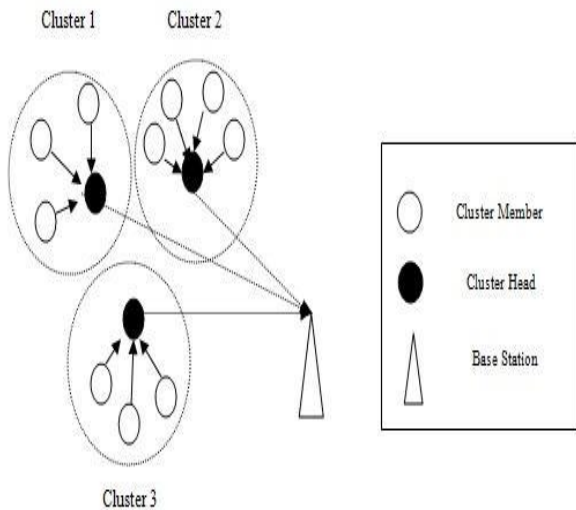 Cluster 1
Cluster 2
Cluster Member
Cluster Head
Base Station
Cluster 3